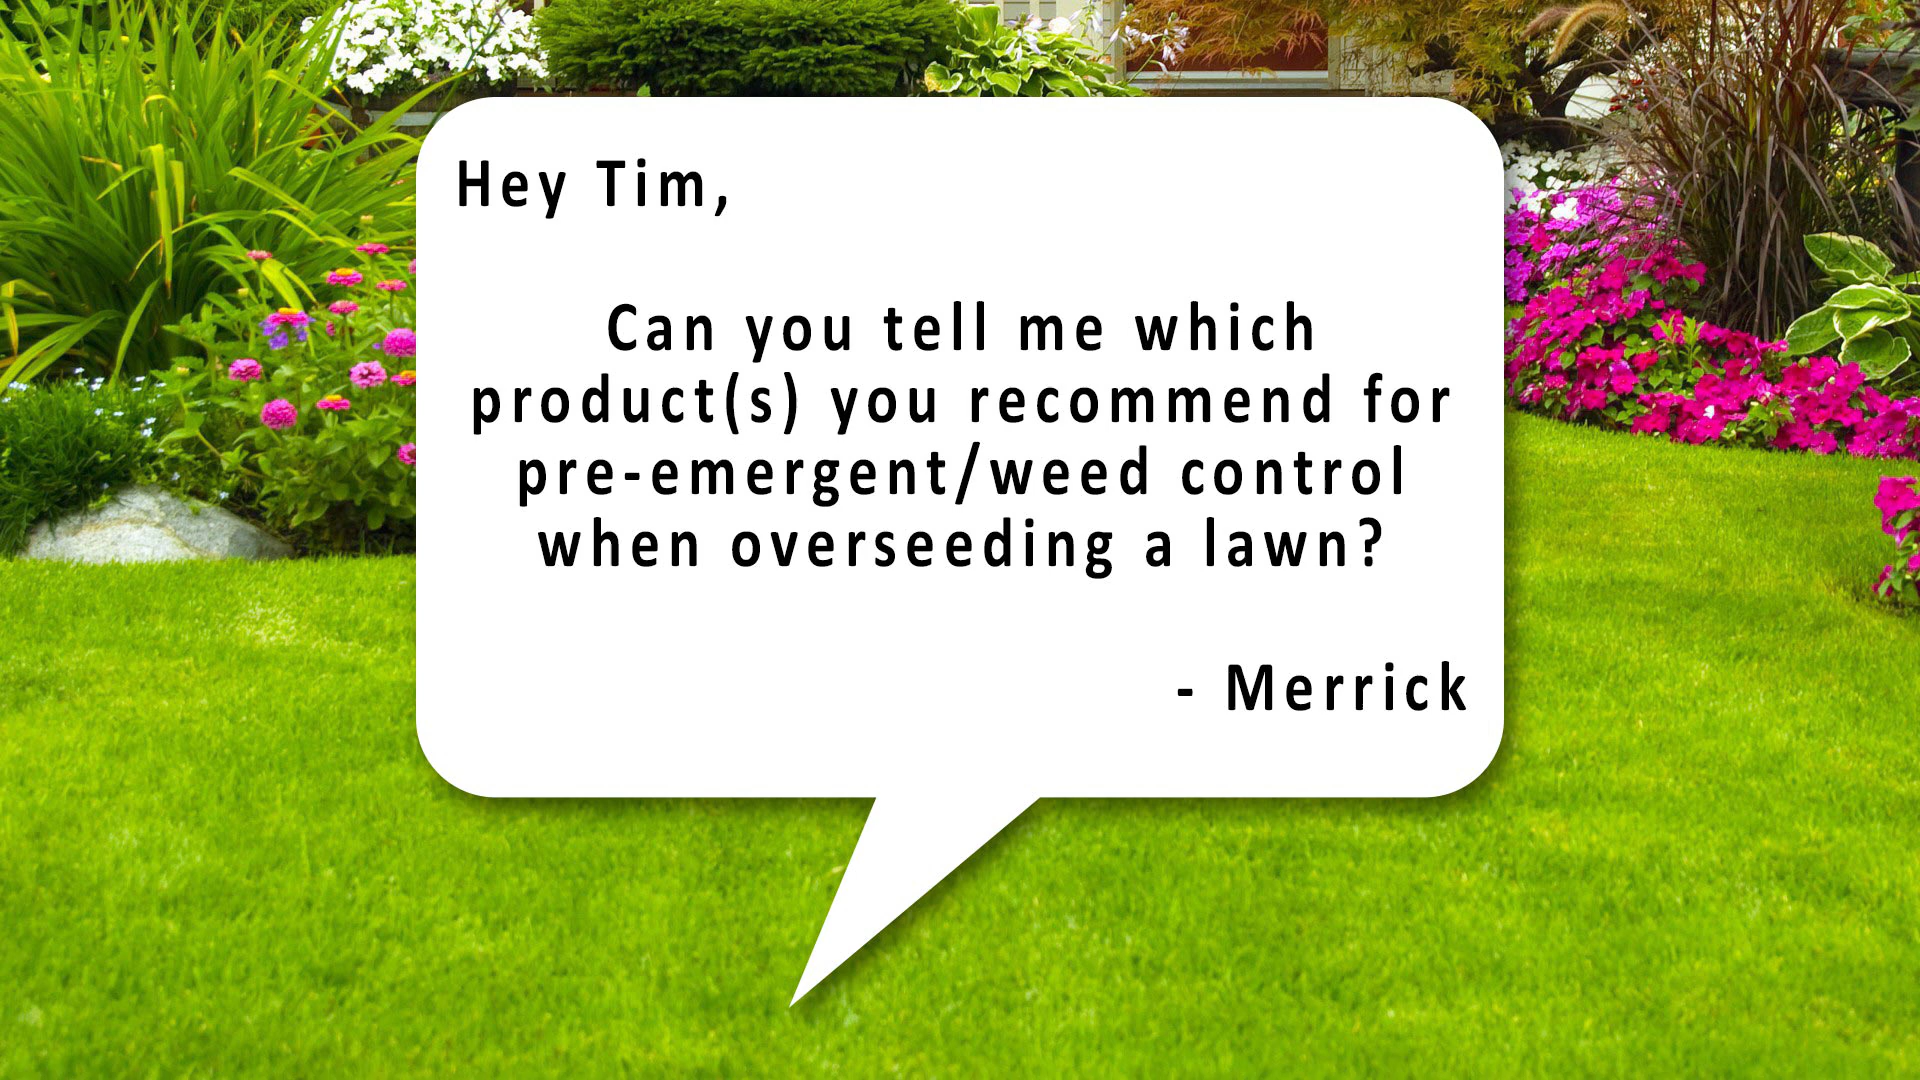 Hey Tim,
Can you tell me which
product(s) you recommend for
pre-emergent/weed control
when overseeding a lawn?
- Merrick